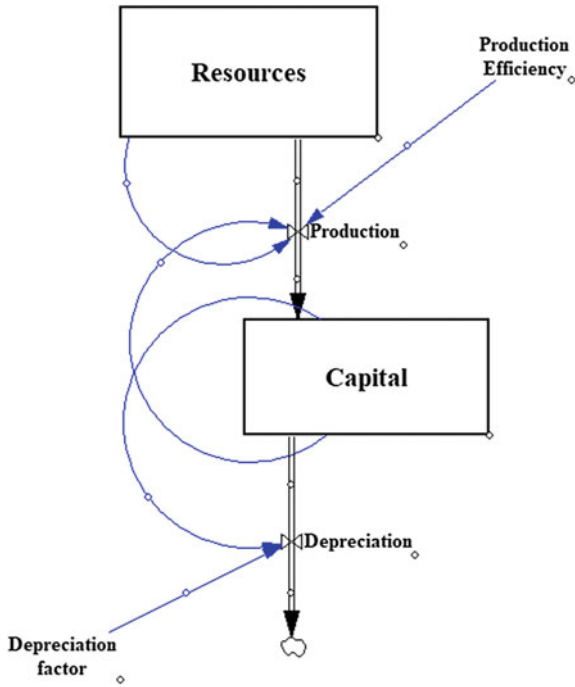 Resources
Production
Efficiency
Production
Capital
Depreciation
Depreciation
factor